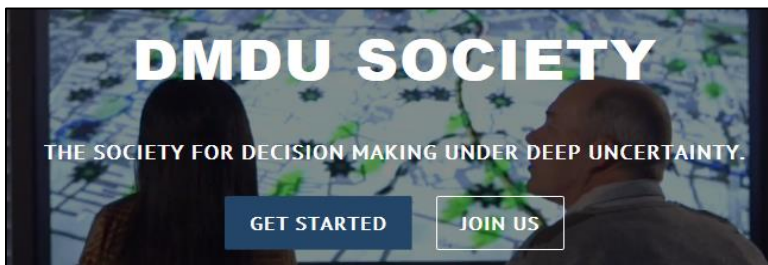 DMDU SOCIETY
THE SOCIETY FOR DECISION MAKING UNDER DEEP UNCERTAINTY.
GET STARTED
JOIN US